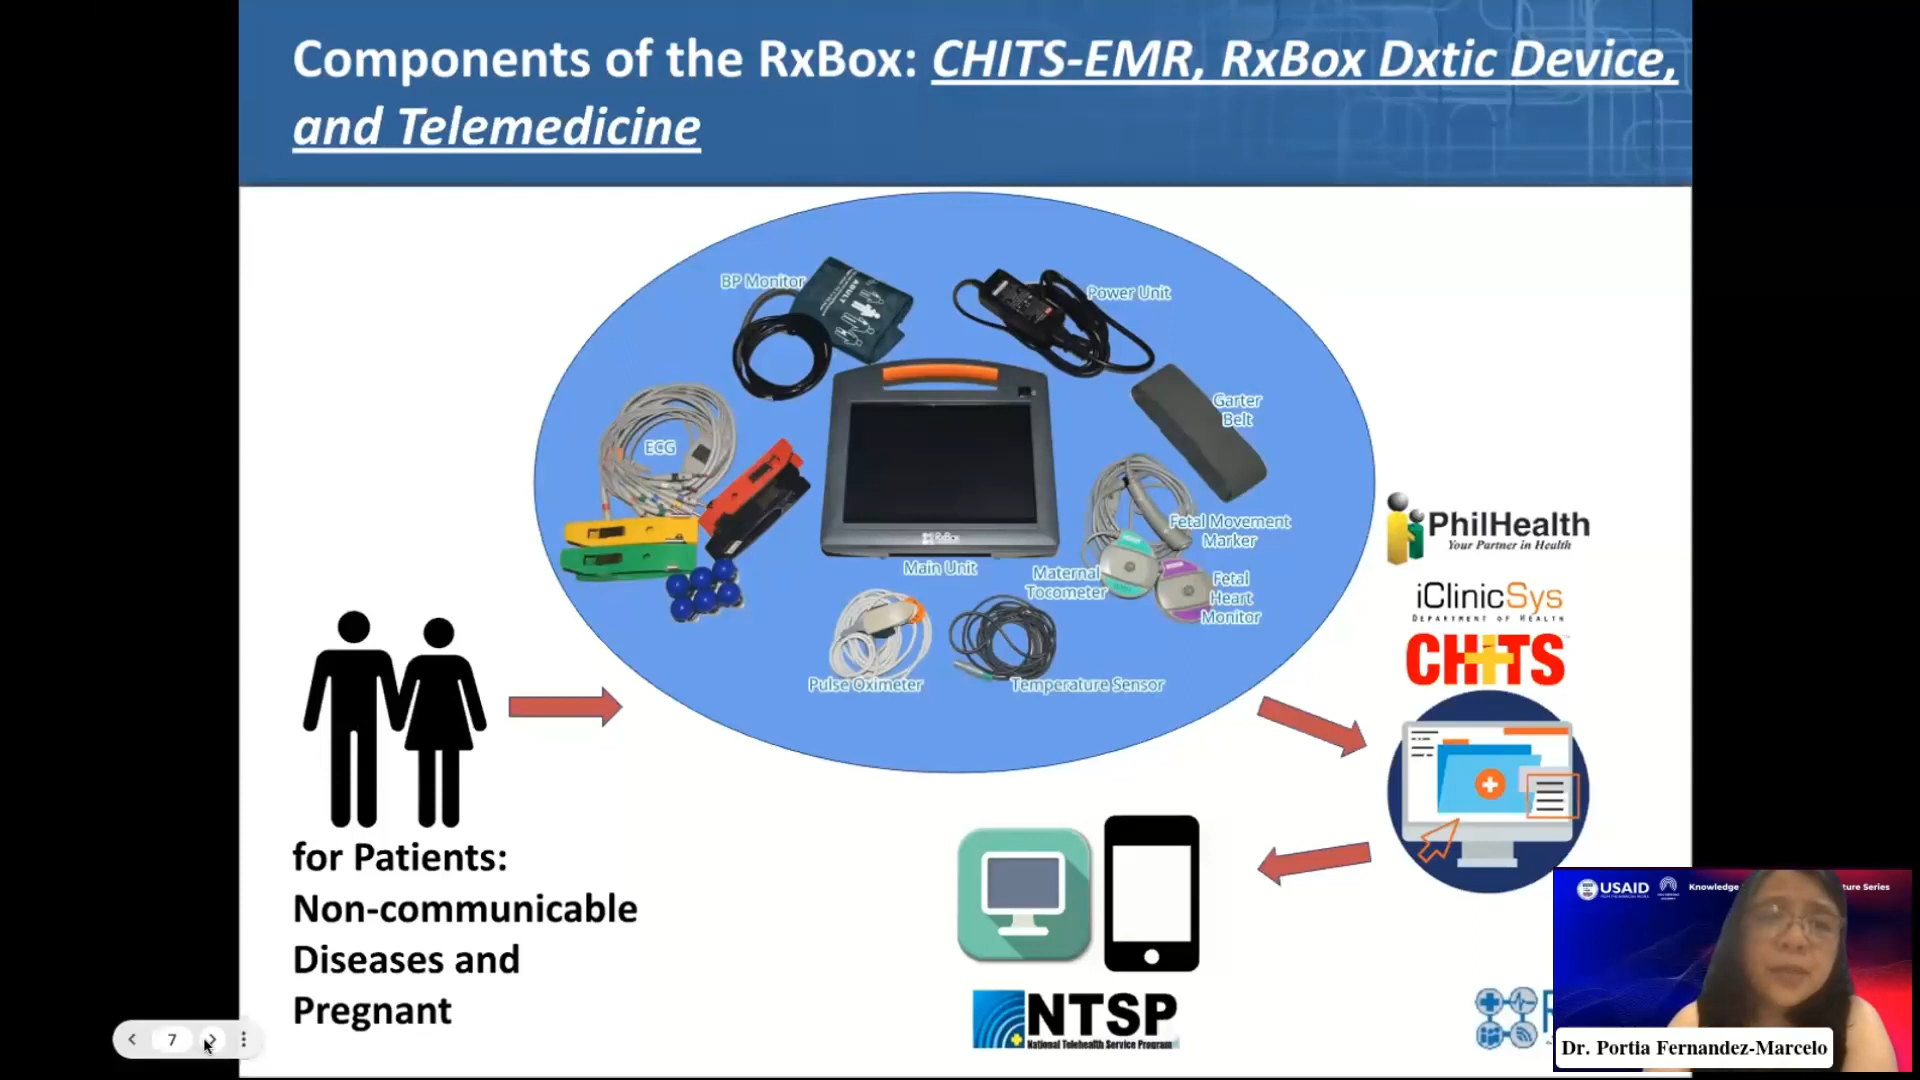 Components of the RxBox: CHITS-EMR, RxBox Dxtic Device,
and Telemedicine
BP Monitor
Power Unit
ADULT
Garter
Belt
ECG
Fetal Movement
Marker
RxBox
Main Unit
Maternal
Tocometer
Fetal
Heart
Monitor
Pulse Oximeter
Temperature Sensor
PhilHealth
Your Partner in Health
iClinicSys
DEPARTMENT OF HEALTH
CHITS
for Patients:
Non-communicable
Diseases and
Pregnant
NTSP
National Telehealth Service Program
7
USAID
Knowledge
ture Series
Dr. Portia Fernandez-Marcelo